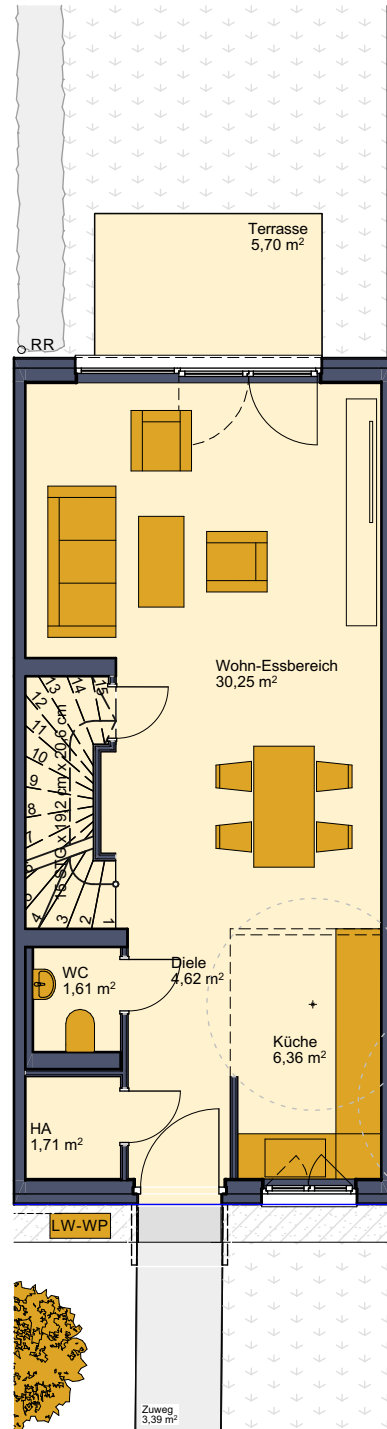 Terrasse
5,70 m²
RR
Wohn-Essbereich
30,25 m²
15
14
13
12
11
10
9
8
7
6
5
4
3
2
1
15 STG x 19,2 cm x 20,6 cm
Diele
4,62 m²
WC
1,61 m²
Küche
6,36 m²
HA
1,71 m²
LW-WP
Zuweg
3,39 m²